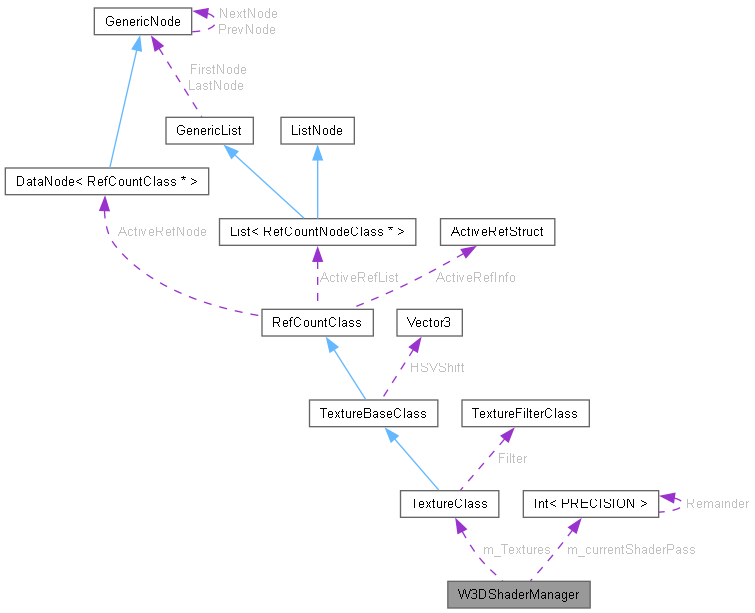 GenericNode
NextNode
PrevNode
FirstNode
LastNode
GenericList
ListNode
DataNode< RefCountClass * >
List< RefCountNodeClass * >
ActiveRefStruct
ActiveRefNode
ActiveRefList
ActiveRefInfo
RefCountClass
Vector3
HSVShift
TextureBaseClass
TextureFilterClass
Filter
TextureClass
Int< PRECISION >
Remainder
m_Textures
m_currentShaderPass
W3DShaderManager